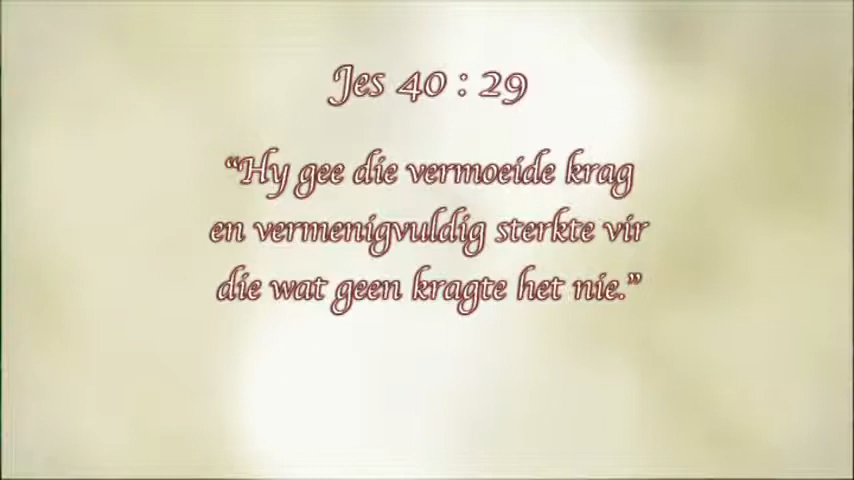 Jes 40 : 29
“Hy gee die vermoeide krag
en vermenigvuldig sterkte vir
die wat geen kragte het nie.”